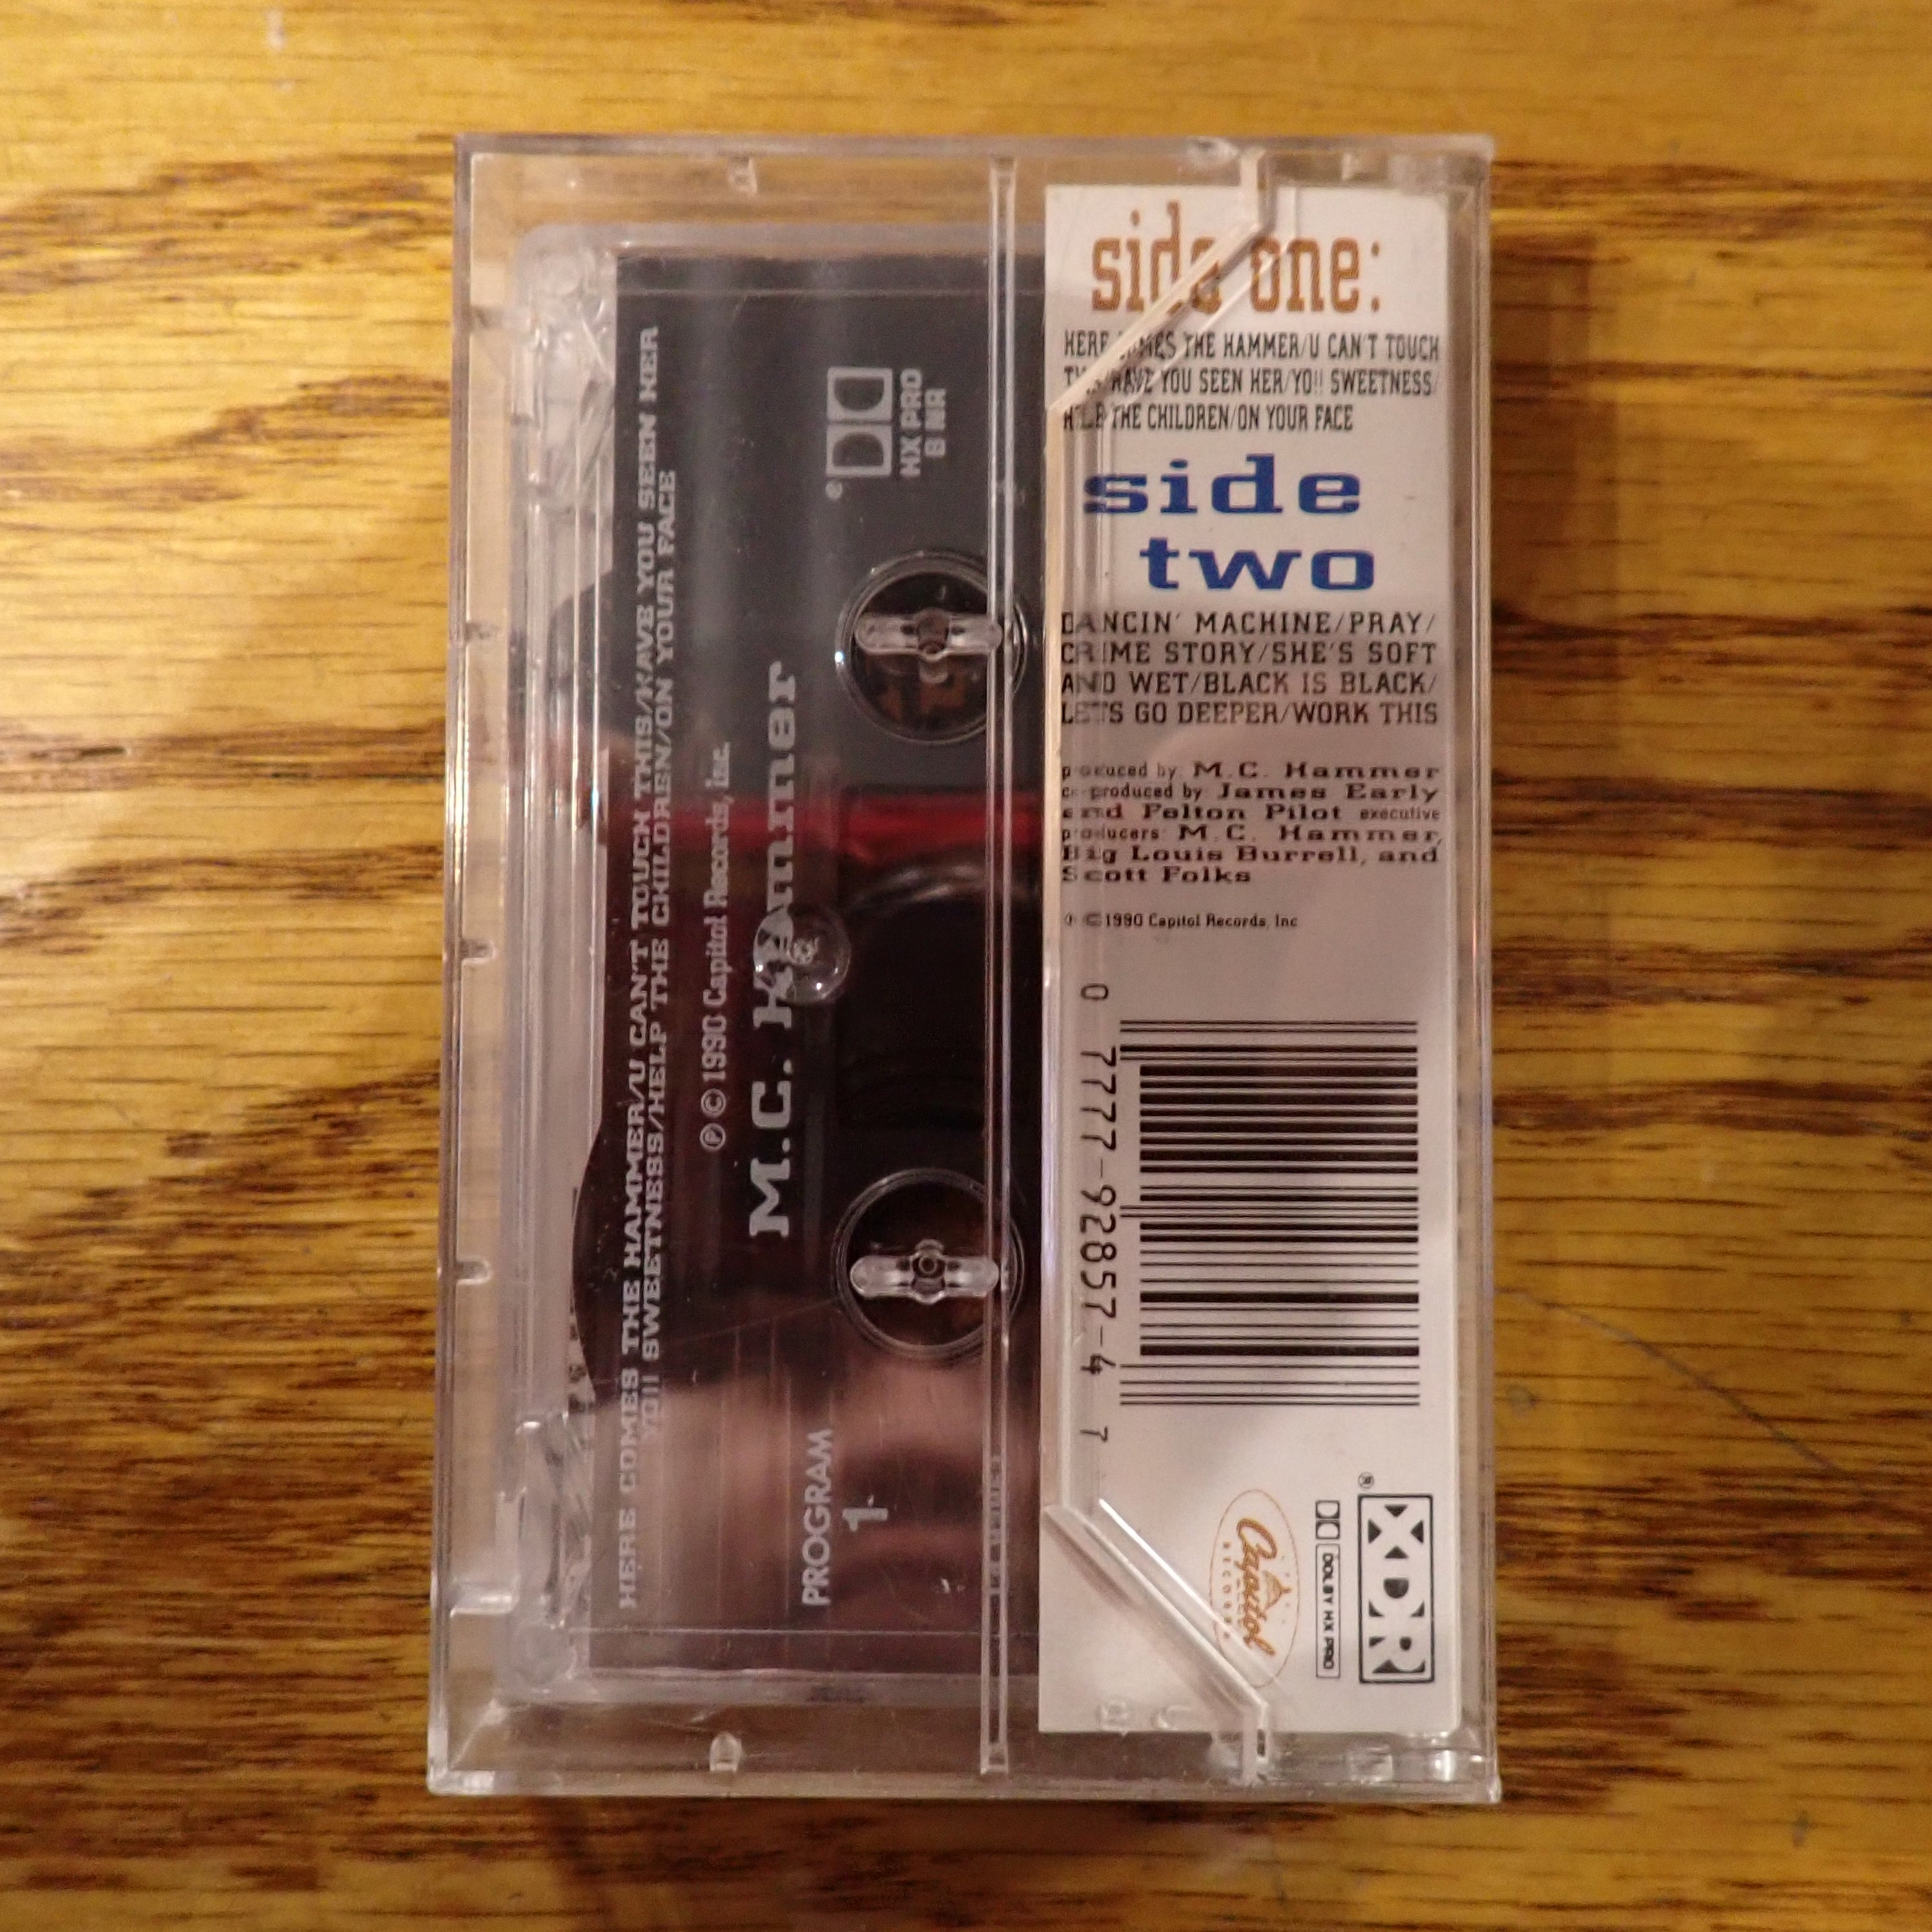 HERE COMES THE HAMMER/U CAN'T TOUCH THIS/HAVE YOU SEEN HER
YO!! SWEETNESS/HELP THE CHILDREN/ON YOUR FACE
℗ © 1990 Capitol Records, Inc.
M.C. Hammer
PROGRAM
1
®
HX PRO
B NR
side one:
HERE COMES THE HAMMER/U CAN'T TOUCH
THIS/HAVE YOU SEEN HER/YO!! SWEETNESS/
HELP THE CHILDREN/ON YOUR FACE
side
two
DANCIN' MACHINE/PRAY/
CRIME STORY/SHE'S SOFT
AND WET/BLACK IS BLACK/
LET'S GO DEEPER/WORK THIS
produced by: M.C. Hammer
co-produced by: James Early
and Felton Pilot executive
producers: M.C. Hammer,
Big Louis Burrell, and
Scott Folks
℗ ©1990 Capitol Records, Inc
0 7777-92857-4 7
Capitol
RECORDS
XDR
®
DOLBY HX PRO